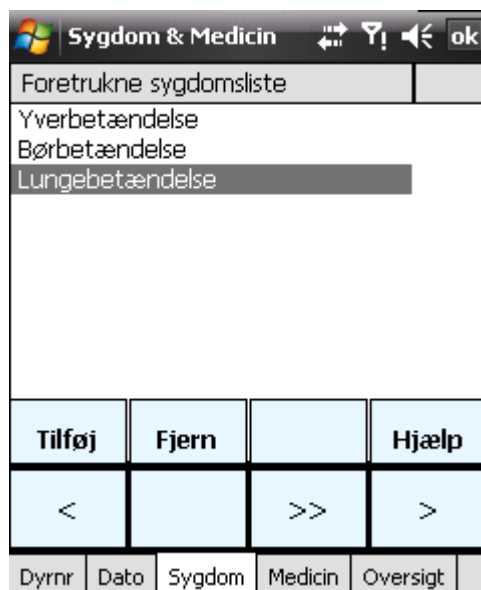 Sygdom & Medicin ok
Foretrukne sygdomsliste
Yverbetændelse
Børbetændelse
Lungebetændelse
Tilføj Fjern Hjælp
< >> >
Dyrnr Dato Sygdom Medicin Oversigt